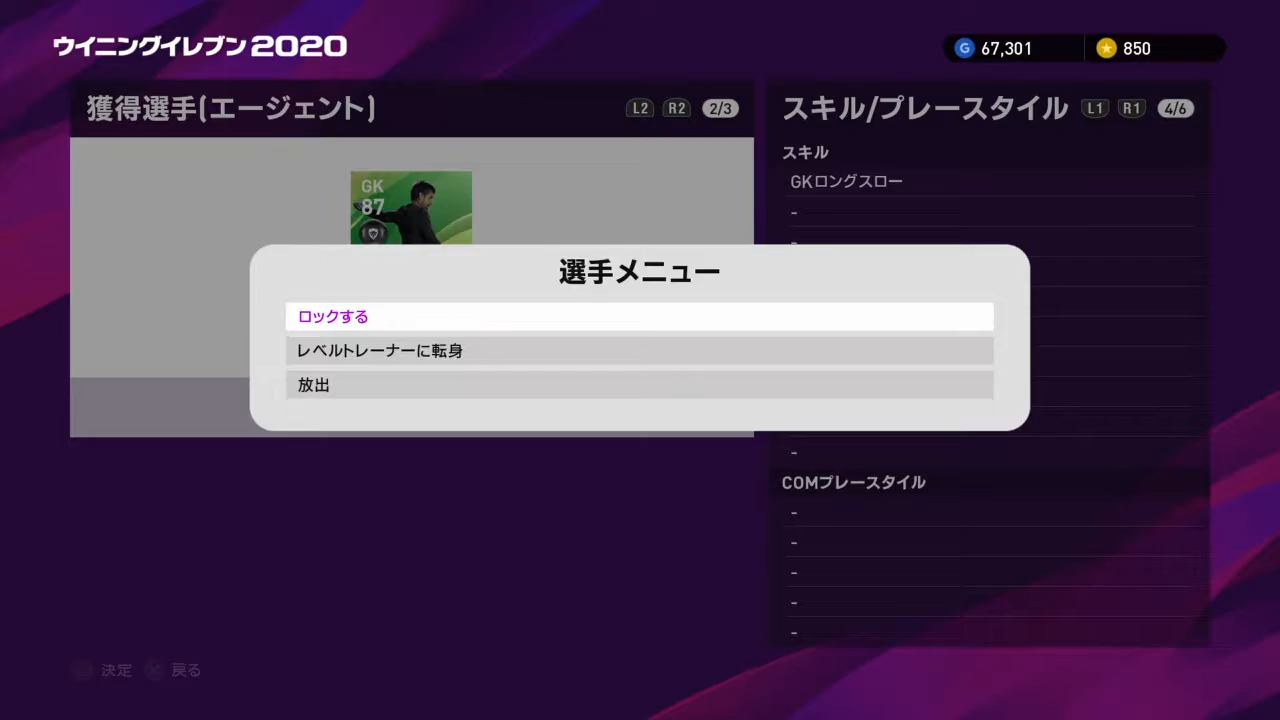 ウイニングイレブン2020
G 67,301
850
獲得選手(エージェント)
L2 R2 2/3
スキル/プレースタイル L1 R1 4/6
スキル
GKロングスロー
-
-
GK
87
選手メニュー
ロックする
レベルトレーナーに転身
放出
-
COMプレースタイル
-
-
-
-
-
決定 戻る